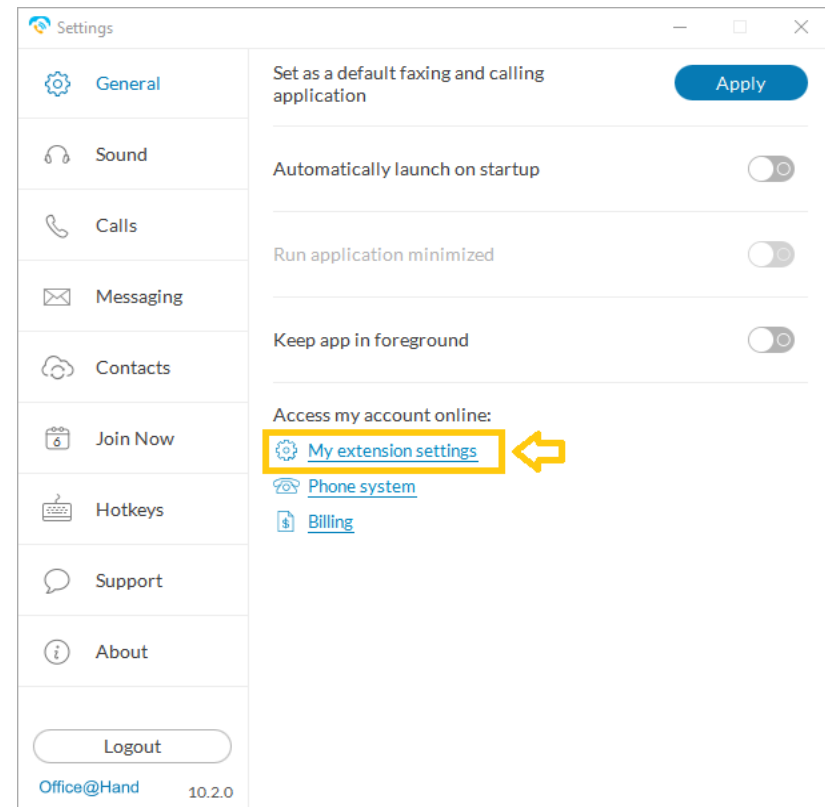 Settings
General
Sound
Calls
Messaging
Contacts
6
Join Now
Hotkeys
Support
i
About
Logout
Office@Hand
10.2.0
Set as a default faxing and calling
application
Apply
Automatically launch on startup
Run application minimized
Keep app in foreground
Access my account online:
My extension settings
Phone system
$
Billing